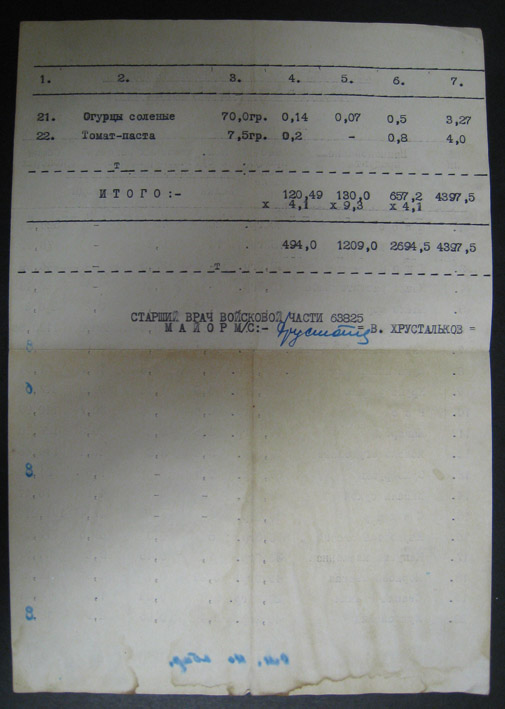 1. 2. 3. 4. 5. 6. 7.
21. Огурцы соленые 70,0гр. 0,14 0,07 0,5 3,27
22. Томат-паста 7,5гр. 0,2 - 0,8 4,0
т
И Т О Г О :- 120,49 130,0 657,2 4397,5
х 4,1 х 9,3 х 4,1
494,0 1209,0 2694,5 4397,5
т
СТАРШИЙ ВРАЧ ВОЙСКОВОЙ ЧАСТИ 63825
М А Й О Р М/С:- = В. ХРУСТАЛЬКОВ =